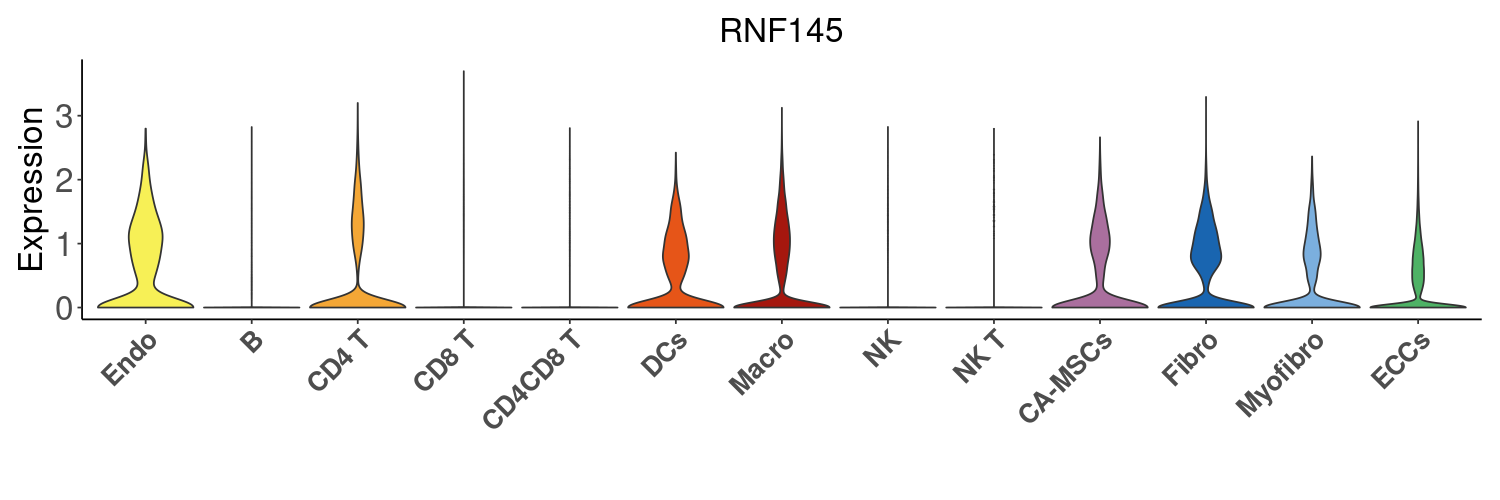 RNF145
Expression
3
2
1
0
Endo
B
CD4 T
CD8 T
CD4CD8 T
DCs
Macro
NK
NK T
CA-MSCs
Fibro
Myofibro
ECCs